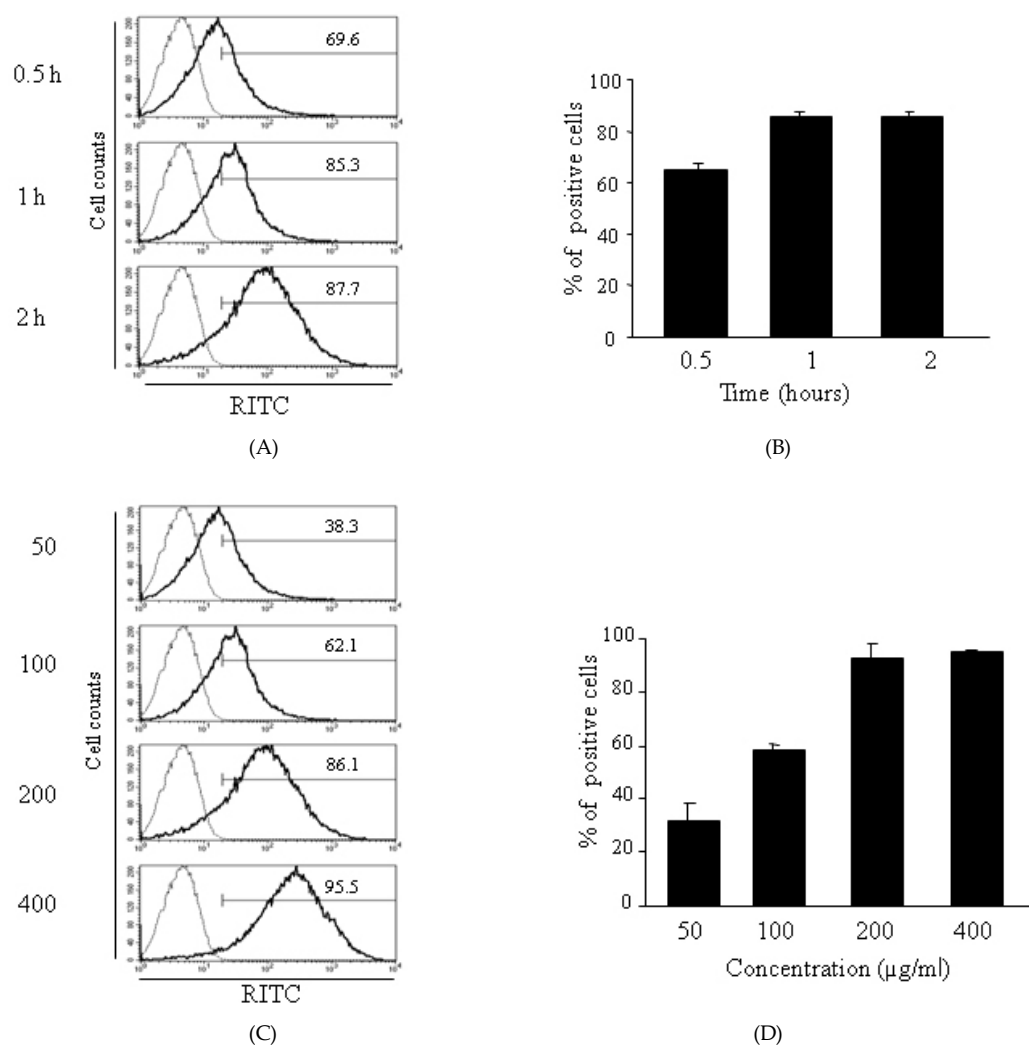 0.5 h
69.6
1 h
85.3
2 h
87.7
Cell counts
RITC
(A)
% of positive cells
100
80
60
40
20
0
0.5 1 2
Time (hours)
(B)
50
38.3
100
62.1
200
86.1
400
95.5
Cell counts
RITC
(C)
% of positive cells
100
80
60
40
20
0
50 100 200 400
Concentration (µg/ml)
(D)